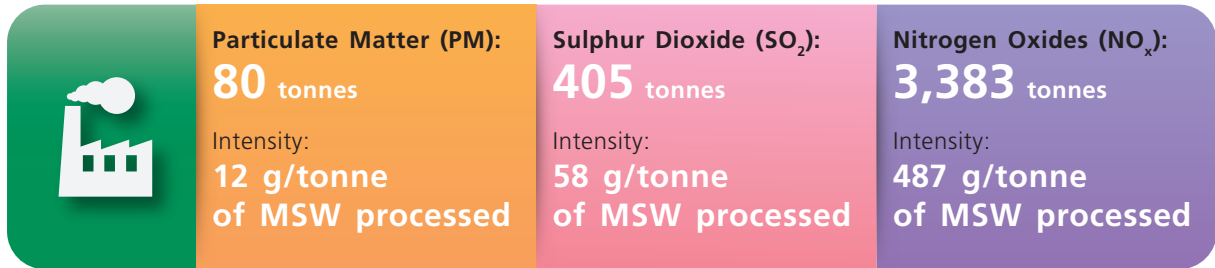 Particulate Matter (PM):
80 tonnes
Intensity:
12 g/tonne
of MSW processed
Sulphur Dioxide (SO₂):
405 tonnes
Intensity:
58 g/tonne
of MSW processed
Nitrogen Oxides (NOₓ):
3,383 tonnes
Intensity:
487 g/tonne
of MSW processed